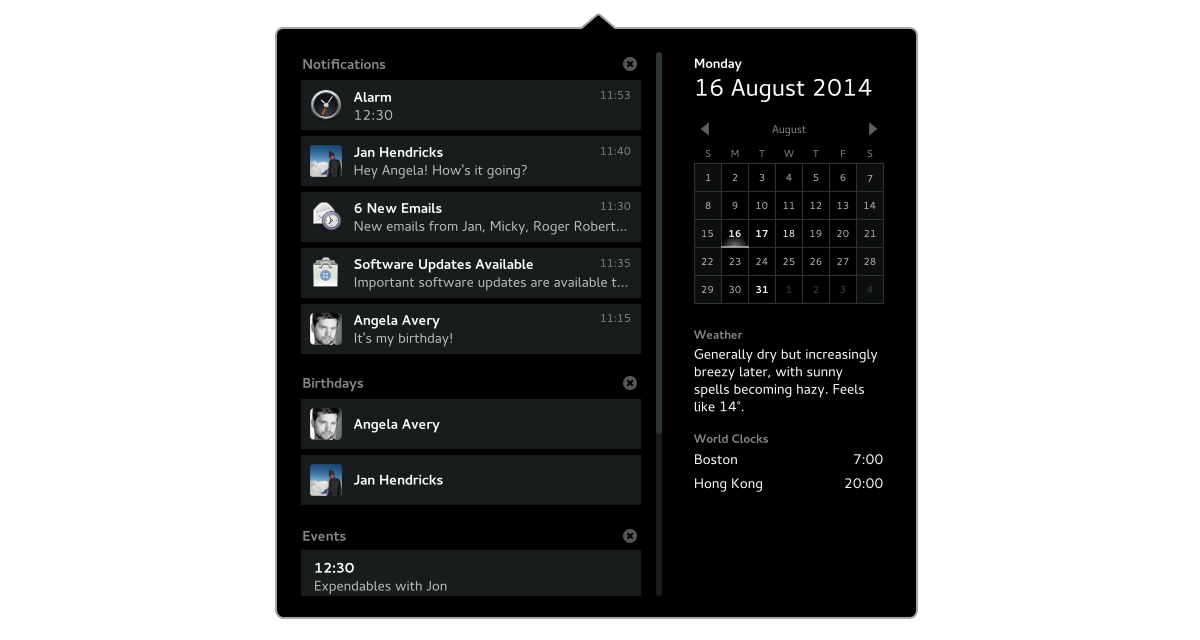 Notifications
Alarm 11:53
12:30
Jan Hendricks 11:40
Hey Angela! How's it going?
6 New Emails 11:30
New emails from Jan, Micky, Roger Robert...
Software Updates Available 11:35
Important software updates are available t...
Angela Avery 11:15
It's my birthday!
Birthdays
Angela Avery
Jan Hendricks
Events
12:30
Expendables with Jon
Monday
16 August 2014
August
S M T W T F S
1 2 3 4 5 6 7
8 9 10 11 12 13 14
15 16 17 18 19 20 21
22 23 24 25 26 27 28
29 30 31 1 2 3 4
Weather
Generally dry but increasingly
breezy later, with sunny
spells becoming hazy. Feels
like 14°.
World Clocks
Boston 7:00
Hong Kong 20:00